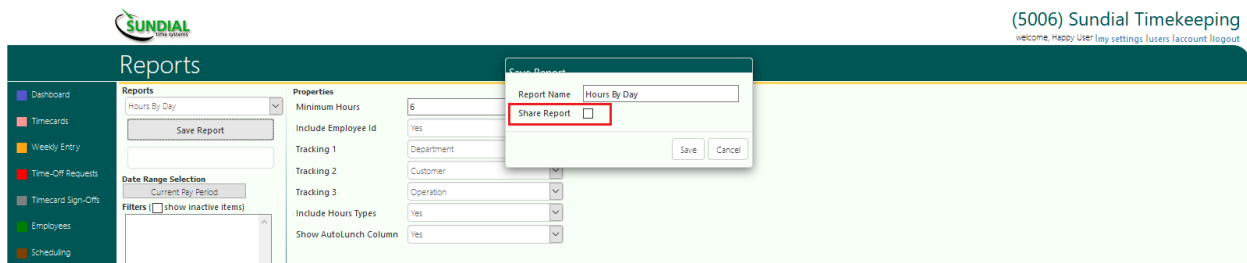 SUNDIAL
time systems
(5006) Sundial Timekeeping
welcome, Happy User |my settings |users |account |logout
Reports
Dashboard
Timecards
Weekly Entry
Time-Off Requests
Timecard Sign-Offs
Employees
Scheduling
Reports
Hours By Day
Save Report
Date Range Selection
Current Pay Period
Filters ( show inactive items)
Properties
Minimum Hours 6
Include Employee Id Yes
Tracking 1 Department
Tracking 2 Customer
Tracking 3 Operation
Include Hours Types Yes
Show AutoLunch Column Yes
Save Report
Report Name Hours By Day
Share Report
Save Cancel